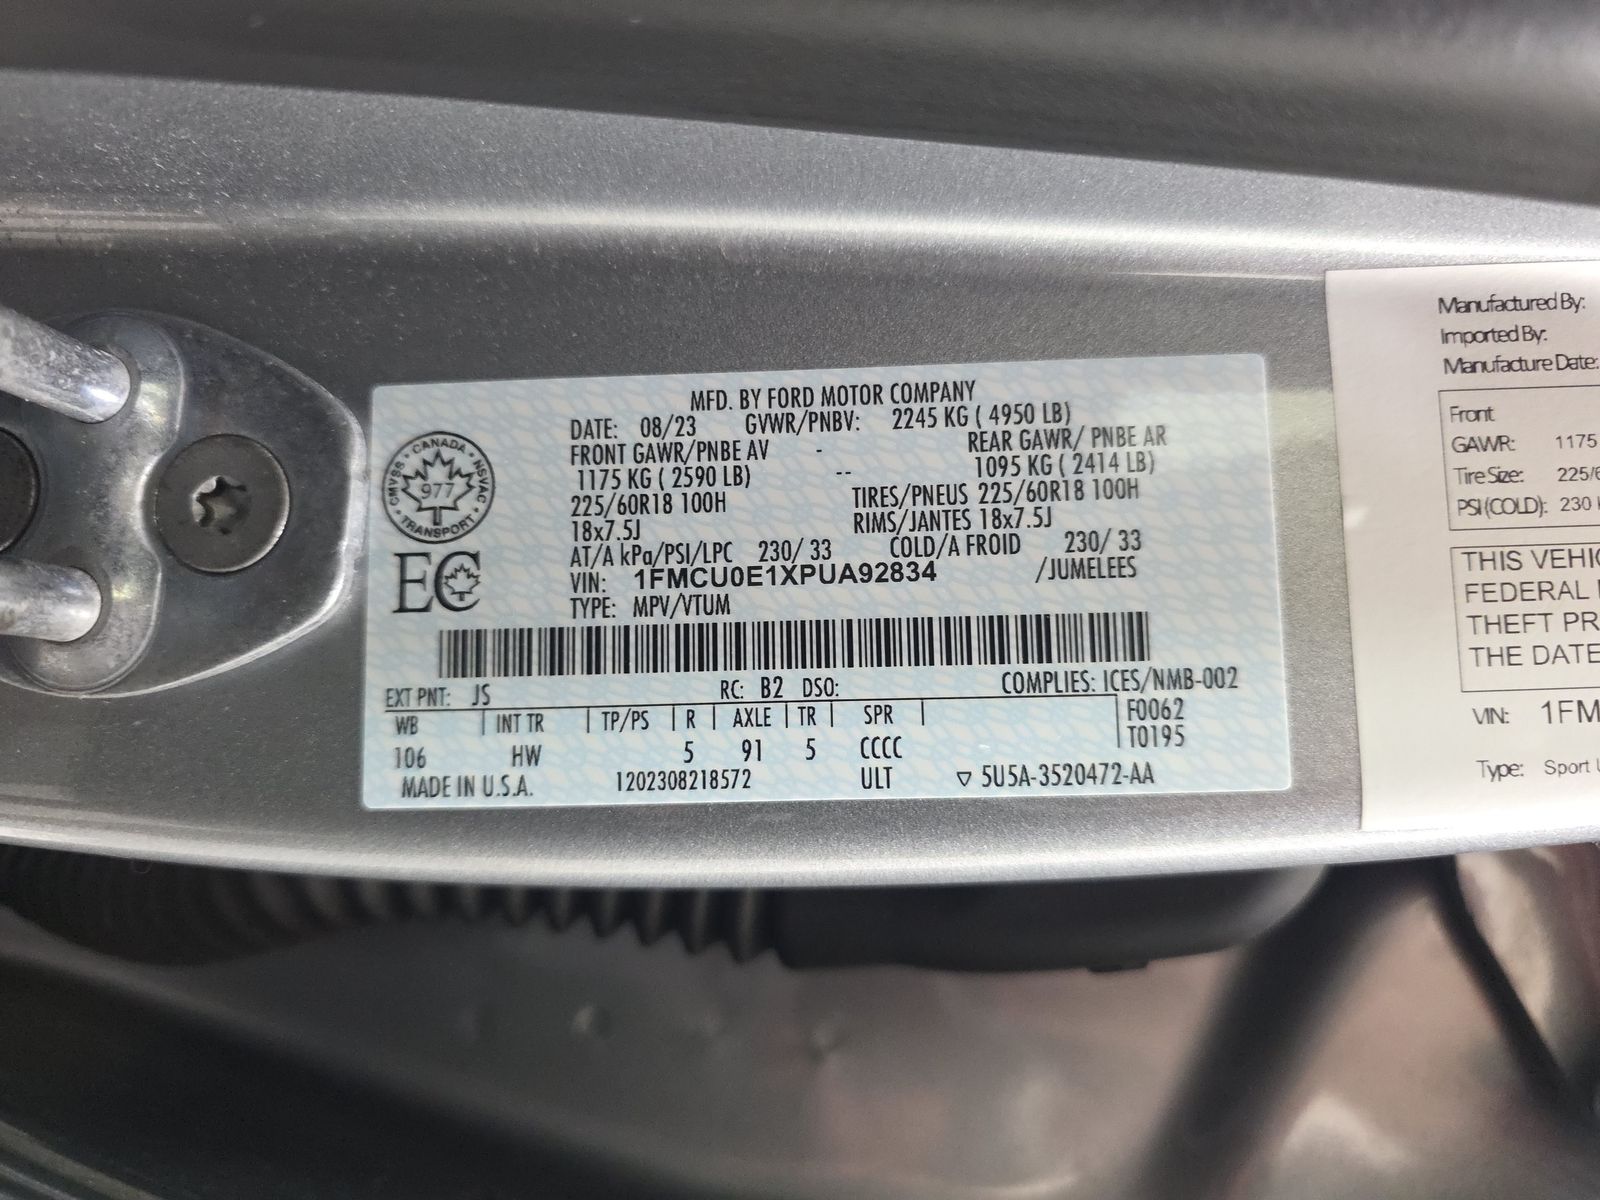 MFD. BY FORD MOTOR COMPANY
DATE: 08/23 GVWR/PNBV: 2245 KG ( 4950 LB)
FRONT GAWR/PNBE AV - REAR GAWR/ PNBE AR
1175 KG ( 2590 LB) -- 1095 KG ( 2414 LB)
225/60R18 100H TIRES/PNEUS 225/60R18 100H
18x7.5J RIMS/JANTES 18x7.5J
AT/A kPa/PSI/LPC 230/ 33 COLD/A FROID 230/ 33
VIN: 1FMCU0E1XPUA92834 /JUMELEES
TYPE: MPV/VTUM
CANADA
CMVSS NSVAC
977
TRANSPORT
EC
EXT PNT: JS RC: B2 DSO: COMPLIES: ICES/NMB-002
WB | INT TR | TP/PS | R | AXLE | TR | SPR | F0062
106 HW 5 91 5 CCCC T0195
MADE IN U.S.A. 1202308218572 ULT ▽ 5U5A-3520472-AA
Manufactured By:
Imported By:
Manufacture Date:
Front
GAWR: 1175
Tire Size: 225/6
PSI(COLD): 230
THIS VEHIC
FEDERAL
THEFT PR
THE DATE
VIN: 1FM
Type: Sport U